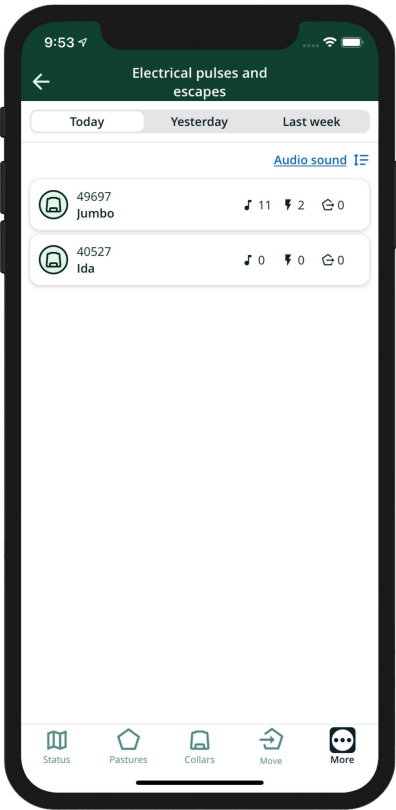 9:53
Electrical pulses and
escapes
Today Yesterday Last week
Audio sound
49697
Jumbo
11 2 0
40527
Ida
0 0 0
Status Pastures Collars Move More